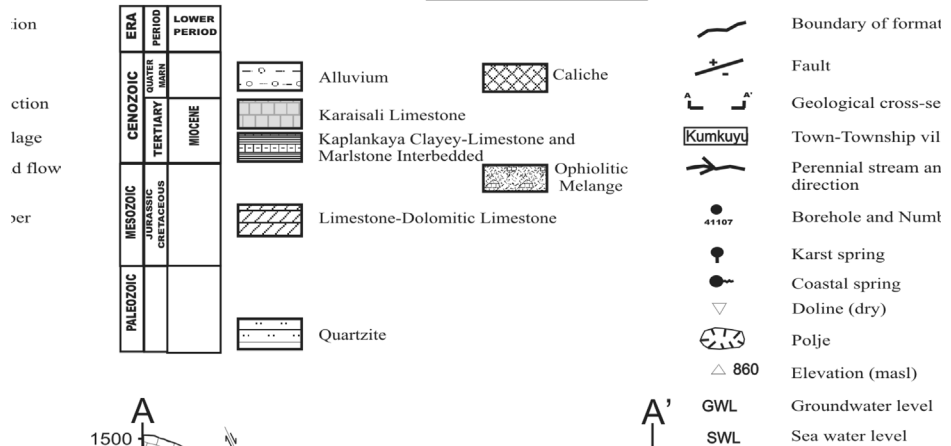 tion
ction
lage
d flow
ber
ERA
PERIOD
LOWER
PERIOD
CENOZOIC
QUATER
MARN
TERTIARY
MIOCENE
MESOZOIC
JURASSIC
CRETACEOUS
PALEOZOIC
Alluvium
Caliche
Karaisali Limestone
Kaplankaya Clayey-Limestone and
Marlstone Interbedded
Ophiolitic
Melange
Limestone-Dolomitic Limestone
Quartzite
Boundary of format
+
-
Fault
A A'
Geological cross-se
Kumkuyu
Town-Township vil
Perennial stream an
direction
41107
Borehole and Numb
Karst spring
Coastal spring
Doline (dry)
Polje
860
Elevation (masl)
GWL
Groundwater level
SWL
Sea water level
A
A'
1500